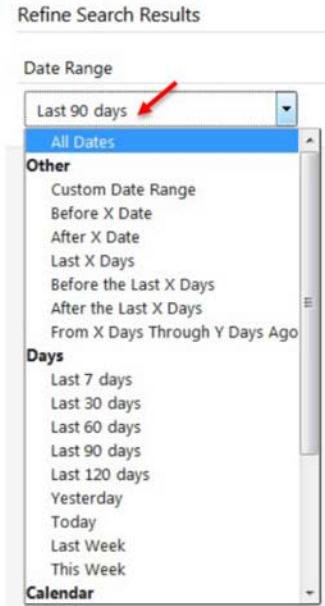 Refine Search Results
Date Range
Last 90 days
All Dates
Other
Custom Date Range
Before X Date
After X Date
Last X Days
Before the Last X Days
After the Last X Days
From X Days Through Y Days Ago
Days
Last 7 days
Last 30 days
Last 60 days
Last 90 days
Last 120 days
Yesterday
Today
Last Week
This Week
Calendar